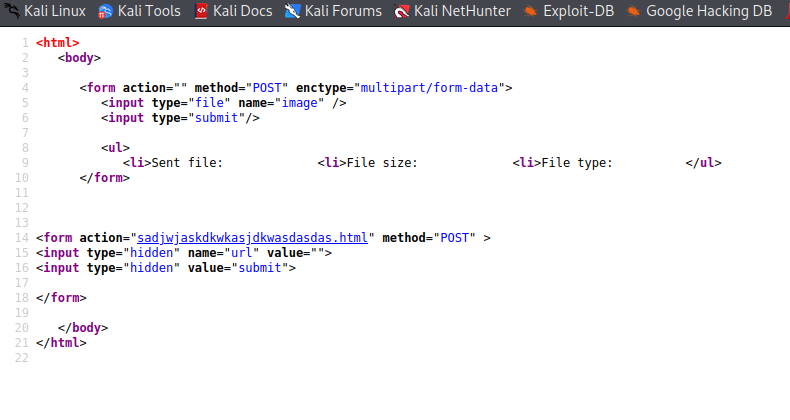 Kali Linux Kali Tools Kali Docs Kali Forums Kali NetHunter Exploit-DB Google Hacking DB
1 <html>
2 <body>
3
4 <form action="" method="POST" enctype="multipart/form-data">
5 <input type="file" name="image" />
6 <input type="submit"/>
7
8 <ul>
9 <li>Sent file: <li>File size: <li>File type: </ul>
10 </form>
11
12
13
14 <form action="sadjwjaskdkwkasjdkwasdasdas.html" method="POST" >
15 <input type="hidden" name="url" value="">
16 <input type="hidden" value="submit">
17
18 </form>
19
20 </body>
21 </html>
22